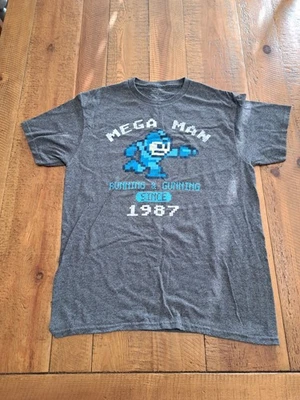 MEGA MAN
RUNNING & GUNNING
SINCE
1987